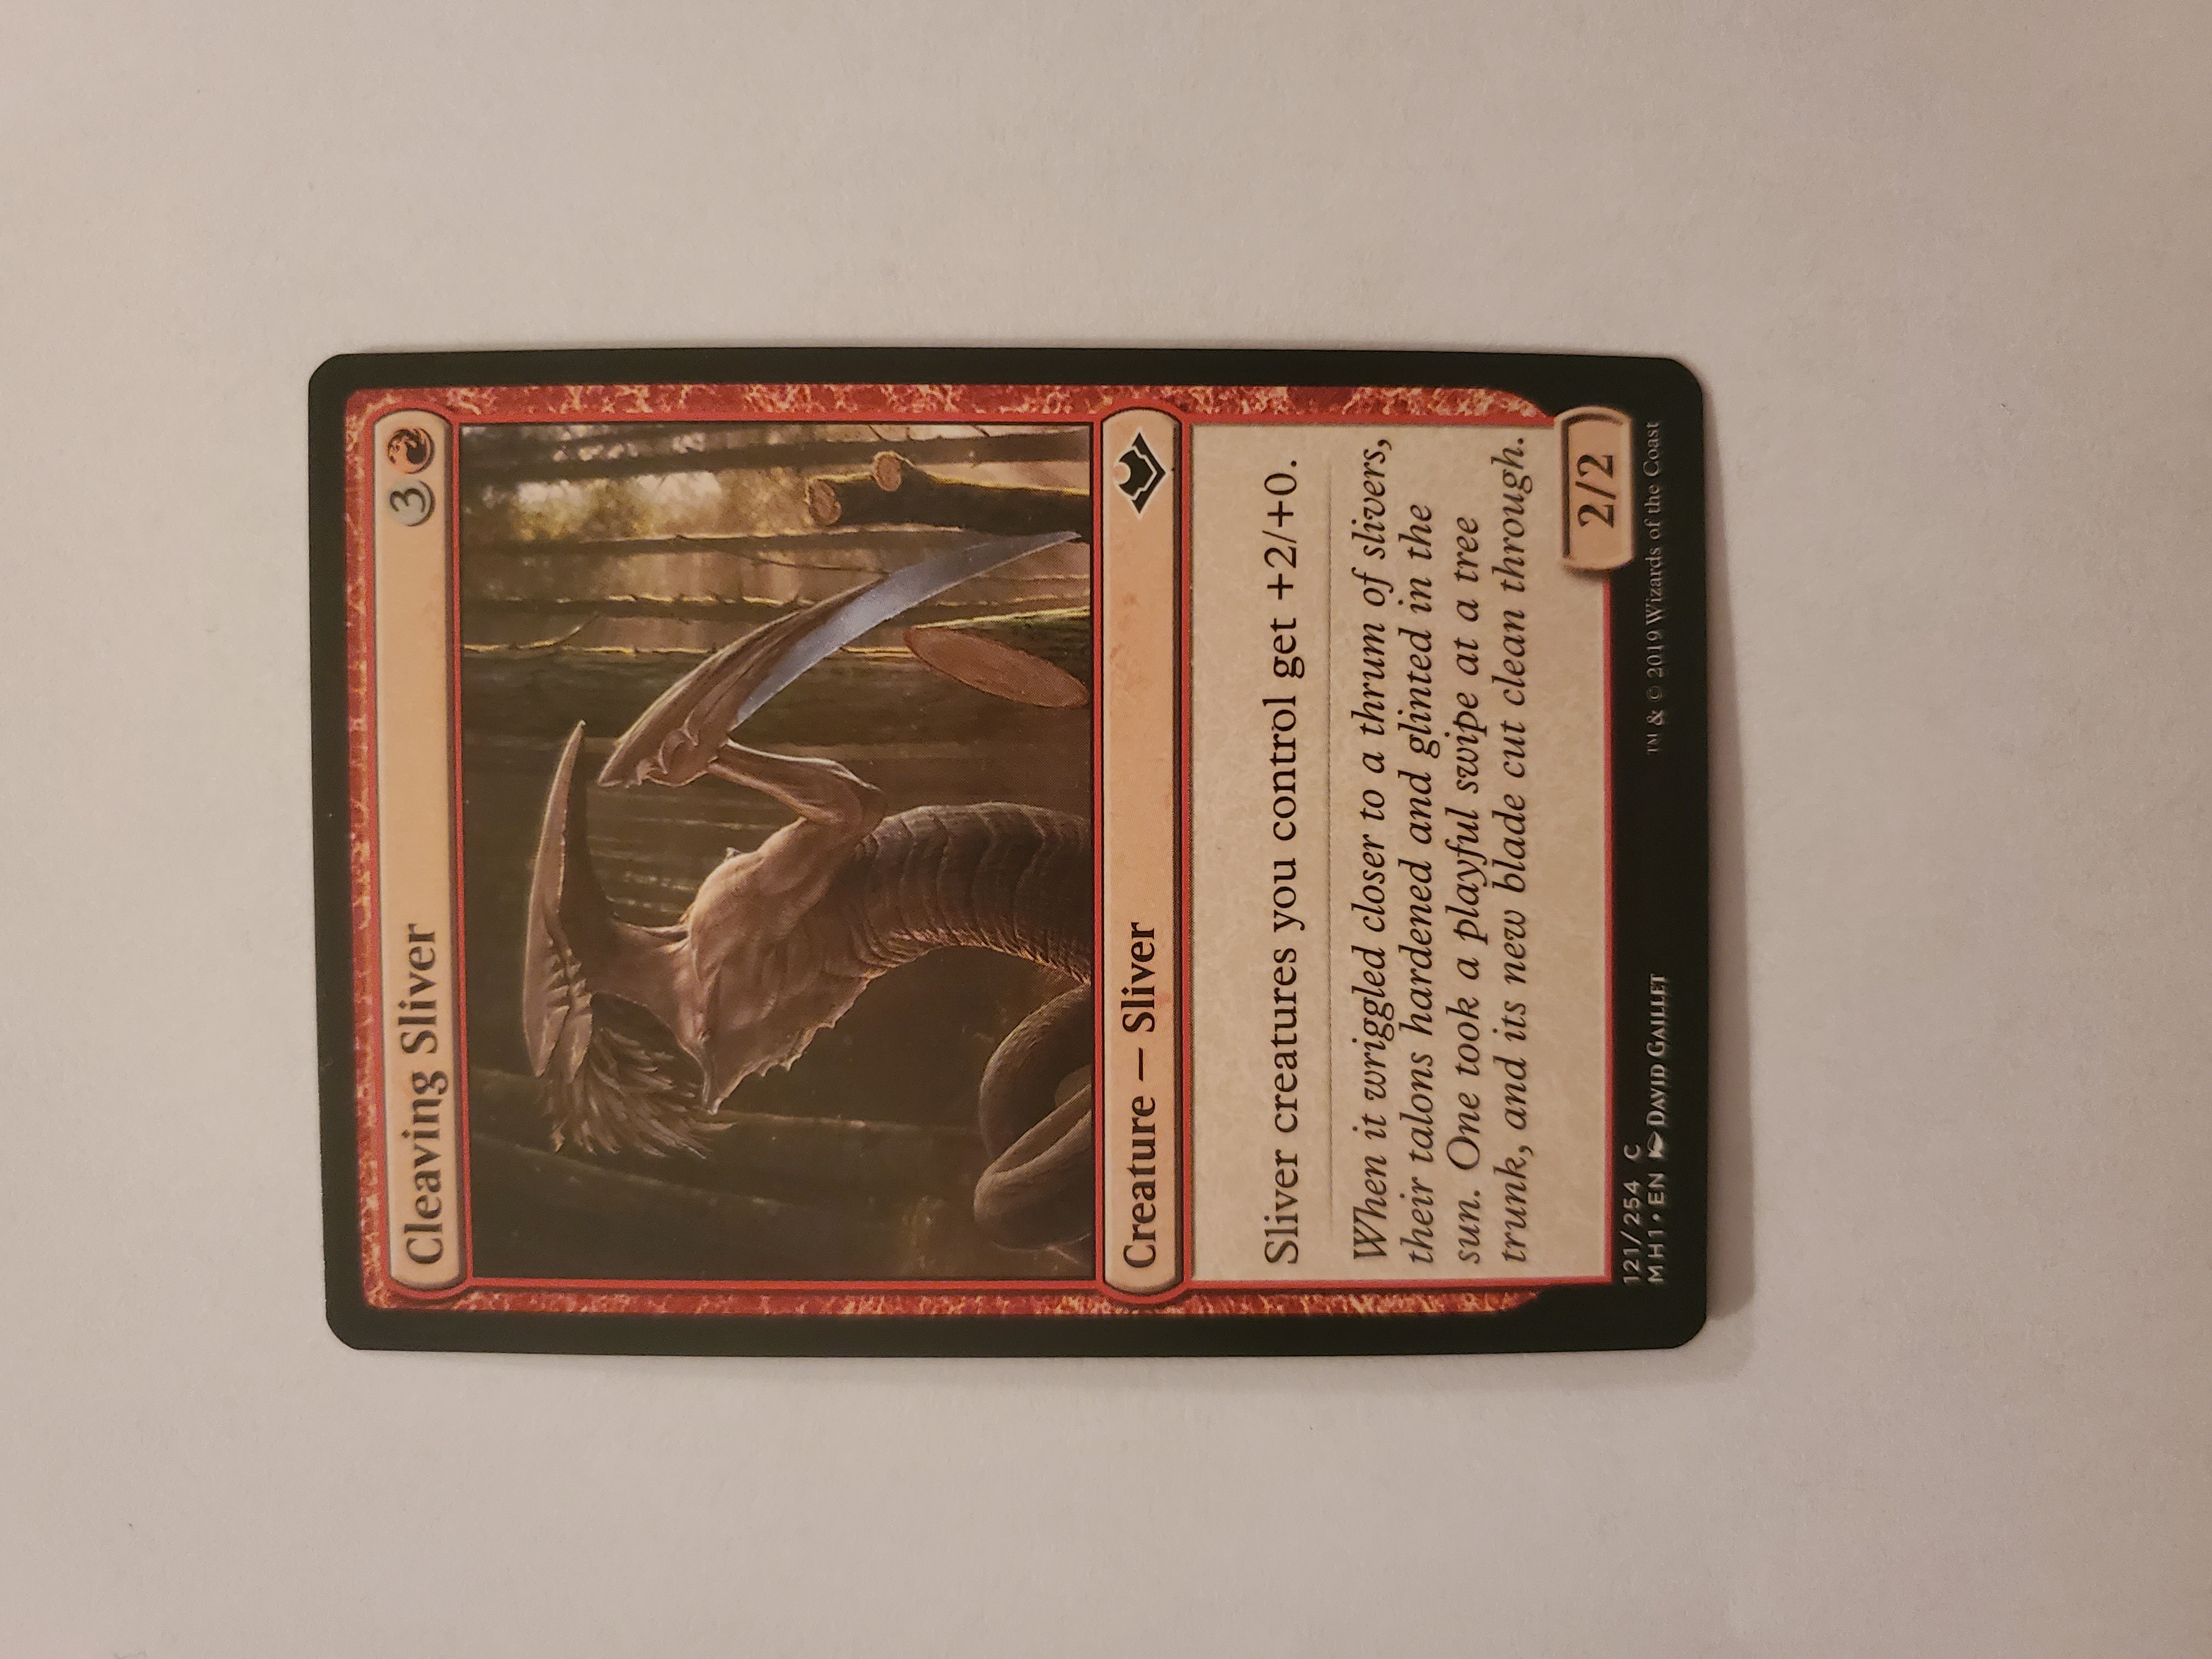 Cleaving Sliver 3
Creature — Sliver
Sliver creatures you control get +2/+0.
When it wriggled closer to a thrum of slivers,
their talons hardened and glinted in the
sun. One took a playful swipe at a tree
trunk, and its new blade cut clean through.
2/2
121/254 C
MH1 • EN DAVID GAILLET
™ & © 2019 Wizards of the Coast